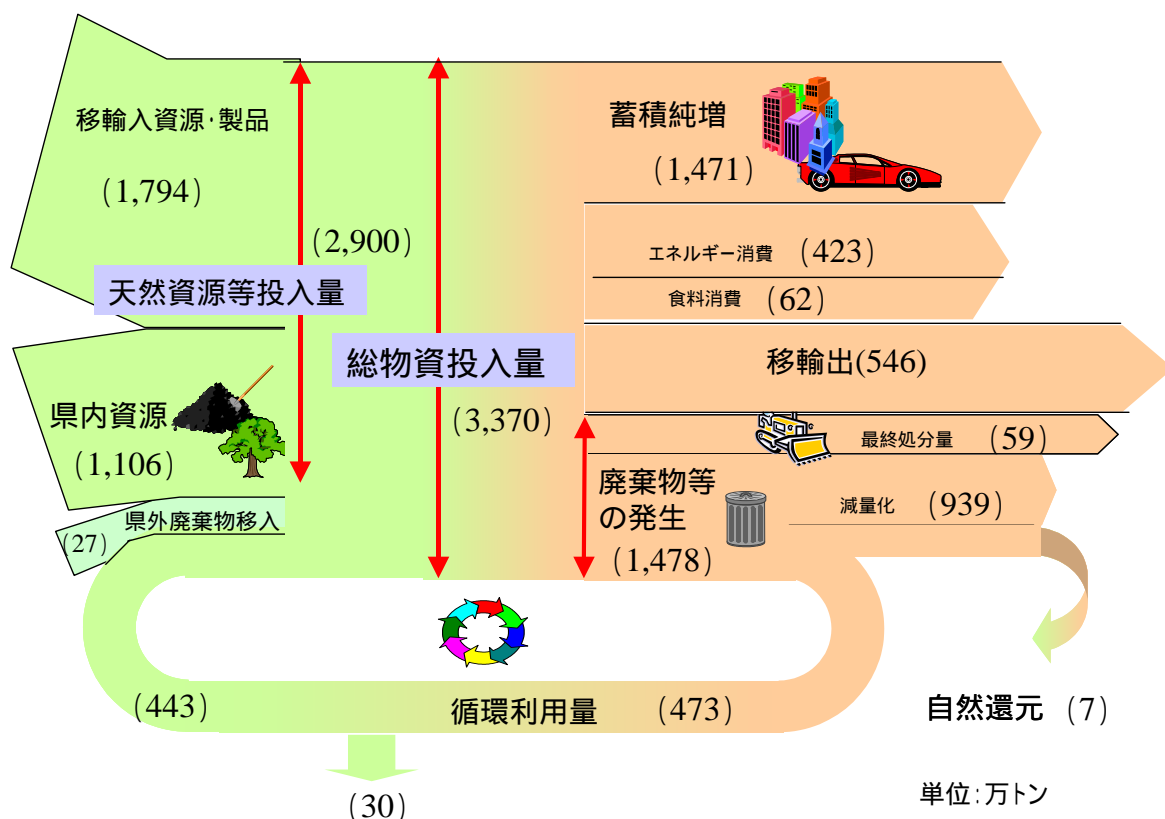 移輸入資源・製品
(1,794)
(2,900)
天然資源等投入量
総物資投入量
(3,370)
県内資源
(1,106)
県外廃棄物移入
(27)
蓄積純増
(1,471)
エネルギー消費 (423)
食料消費 (62)
移輸出(546)
最終処分量 (59)
廃棄物等
の発生
(1,478)
減量化 (939)
(443)
循環利用量 (473)
自然還元 (7)
(30)
単位:万トン